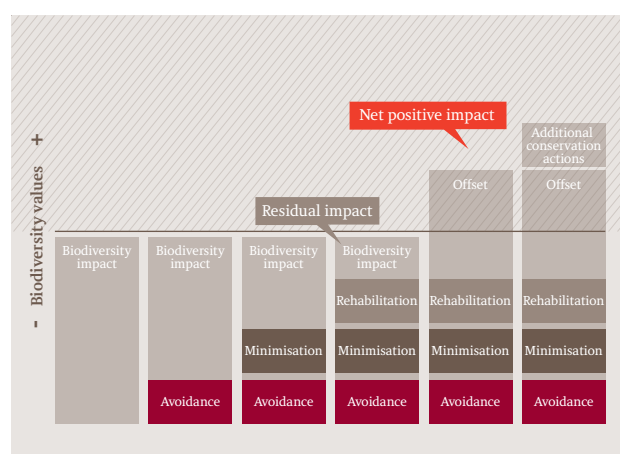 Net positive impact
Additional
conservation
actions
Offset
Offset
Residual impact
Biodiversity
impact
Biodiversity
impact
Biodiversity
impact
Biodiversity
impact
Rehabilitation
Rehabilitation
Rehabilitation
Minimisation
Minimisation
Minimisation
Minimisation
Avoidance
Avoidance
Avoidance
Avoidance
Avoidance
- Biodiversity values +